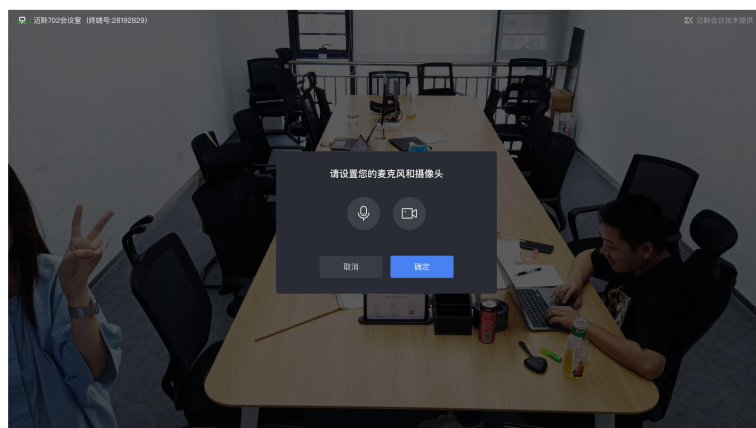 迈聆702会议室 (终端号:28192829)
迈聆会议技术提供
请设置您的麦克风和摄像头
取消
确定